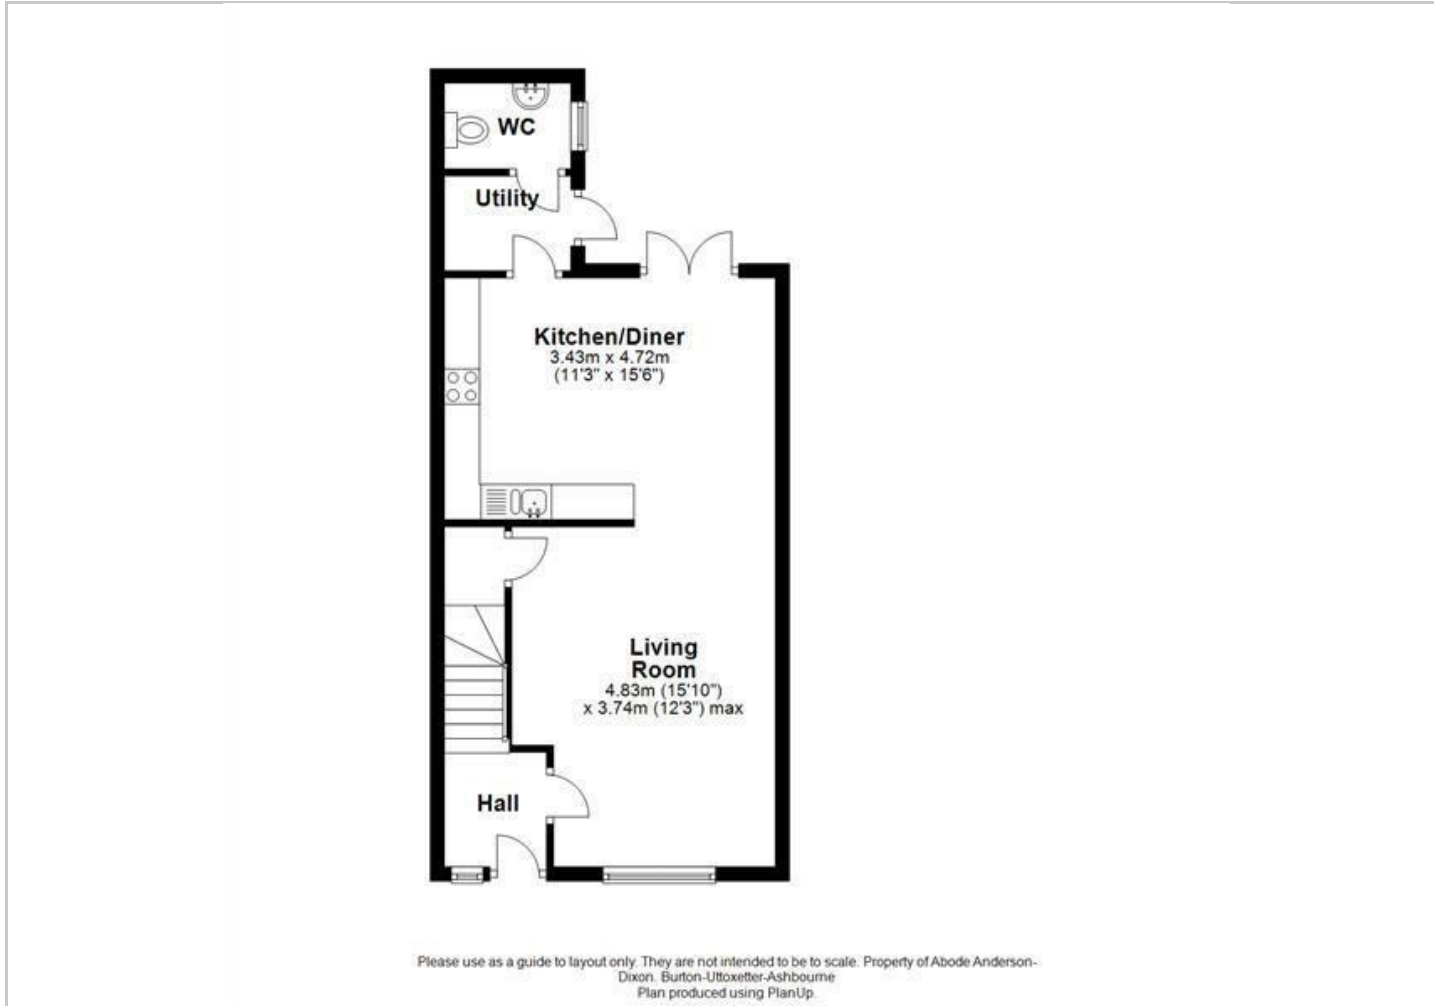 WC
Utility
Kitchen/Diner
3.43m x 4.72m
(11'3" x 15'6")
Living
Room
4.83m (15'10")
x 3.74m (12'3") max
Hall
Please use as a guide to layout only. They are not intended to be to scale. Property of Abode Anderson-
Dixon. Burton-Uttoxetter-Ashbourne
Plan produced using PlanUp.